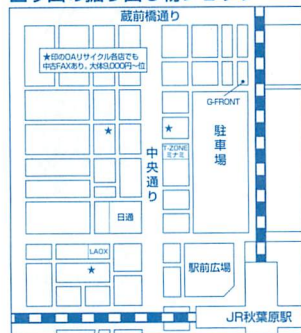 蔵前橋通り
★印のOAリサイクル各店でも
中古FAXあり。大体9,000円〜位
G-FRONT
★
★
T-ZONE
ミナミ
駐車場
中央通り
日通
LAOX
★
駅前広場
JR秋葉原駅